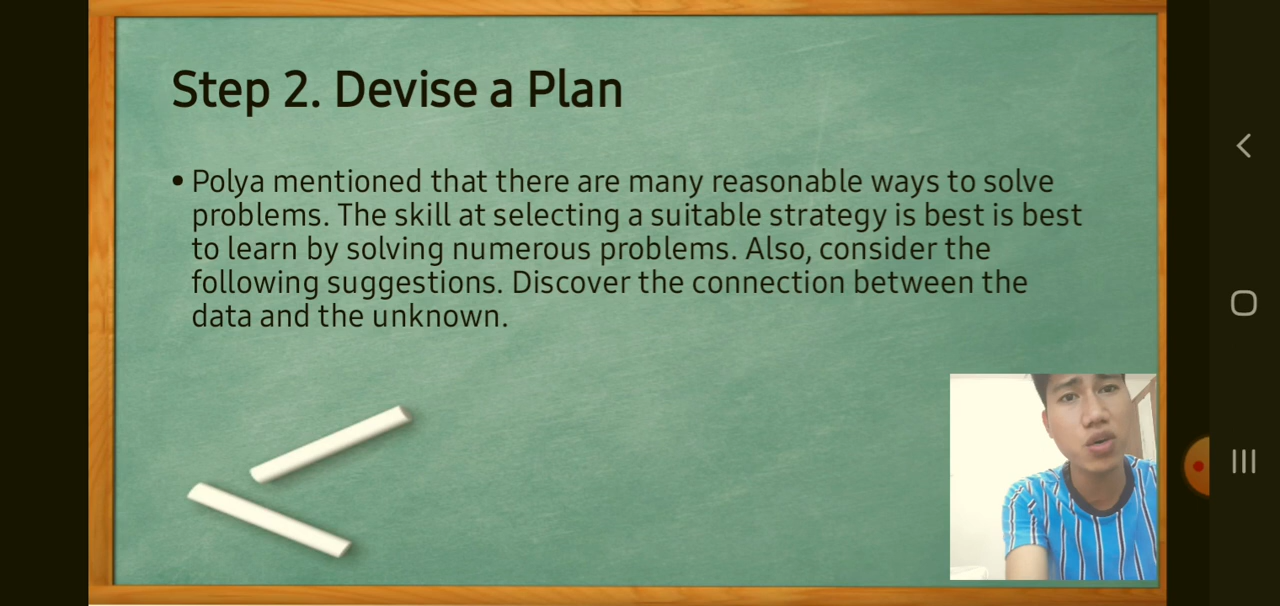 Step 2. Devise a Plan
• Polya mentioned that there are many reasonable ways to solve
problems. The skill at selecting a suitable strategy is best is best
to learn by solving numerous problems. Also, consider the
following suggestions. Discover the connection between the
data and the unknown.